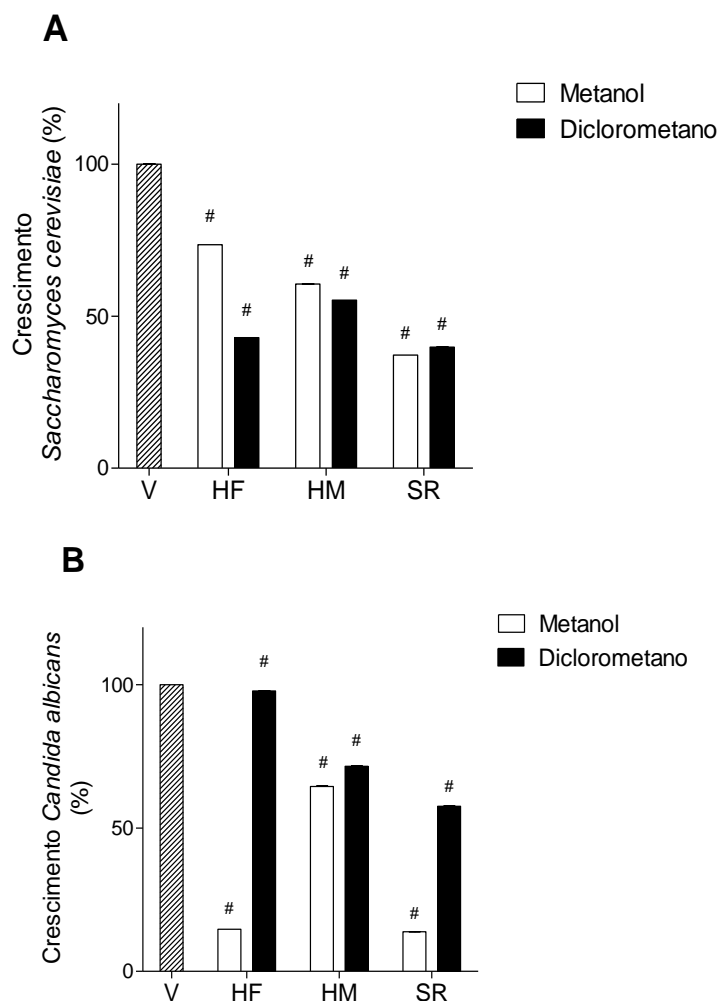 A
Metanol
Diclorometano
Crescimento
Saccharomyces cerevisiae (%)
100
50
0
#
#
#
#
#
#
V HF HM SR
B
Metanol
Diclorometano
Crescimento Candida albicans
(%)
100
50
0
#
#
#
#
#
#
V HF HM SR